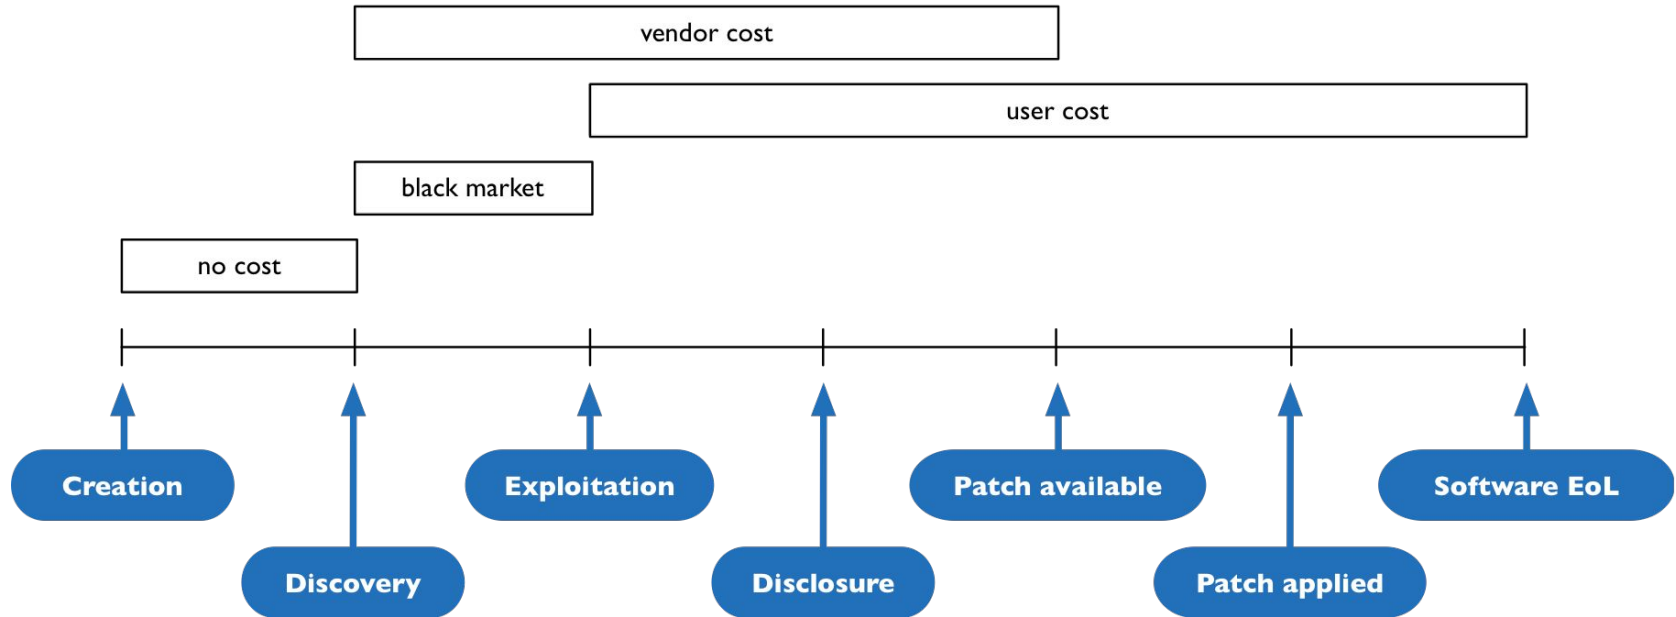 vendor cost
user cost
black market
no cost
Creation
Exploitation
Patch available
Software EoL
Discovery
Disclosure
Patch applied